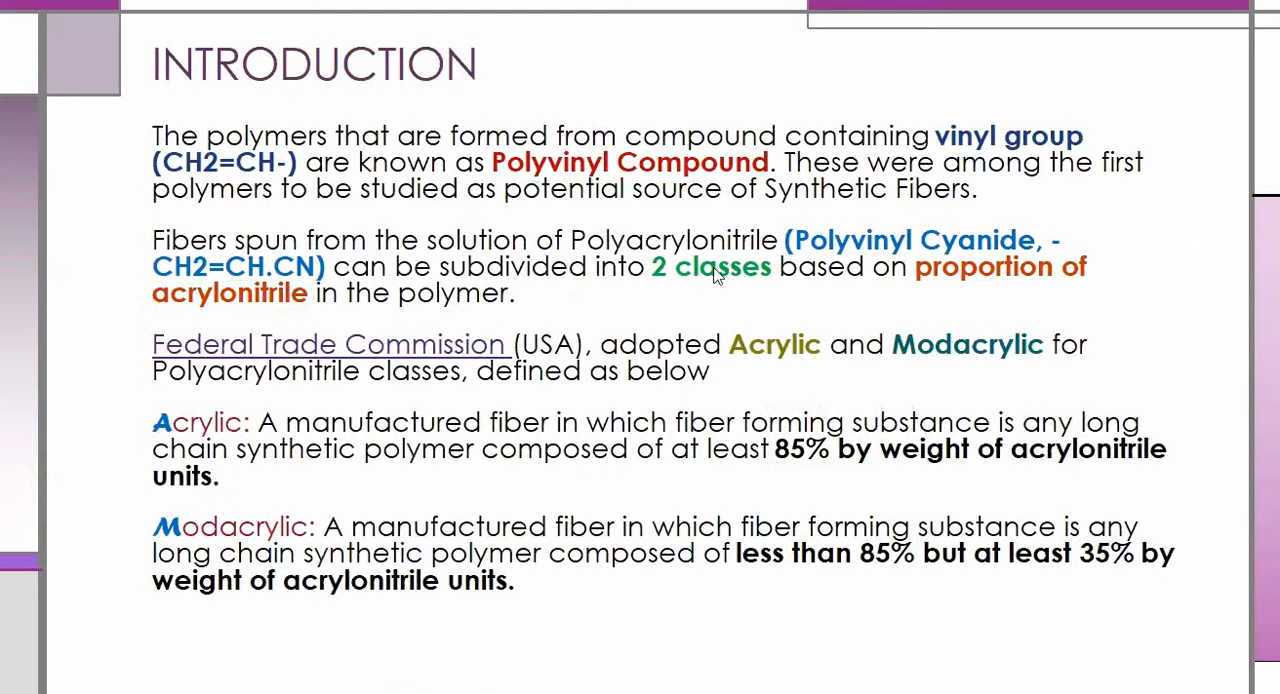 INTRODUCTION
The polymers that are formed from compound containing vinyl group
(CH2=CH-) are known as Polyvinyl Compound. These were among the first
polymers to be studied as potential source of Synthetic Fibers.
Fibers spun from the solution of Polyacrylonitrile (Polyvinyl Cyanide, -
CH2=CH.CN) can be subdivided into 2 classes based on proportion of
acrylonitrile in the polymer.
Federal Trade Commission (USA), adopted Acrylic and Modacrylic for
Polyacrylonitrile classes, defined as below
Acrylic: A manufactured fiber in which fiber forming substance is any long
chain synthetic polymer composed of at least 85% by weight of acrylonitrile
units.
Modacrylic: A manufactured fiber in which fiber forming substance is any
long chain synthetic polymer composed of less than 85% but at least 35% by
weight of acrylonitrile units.